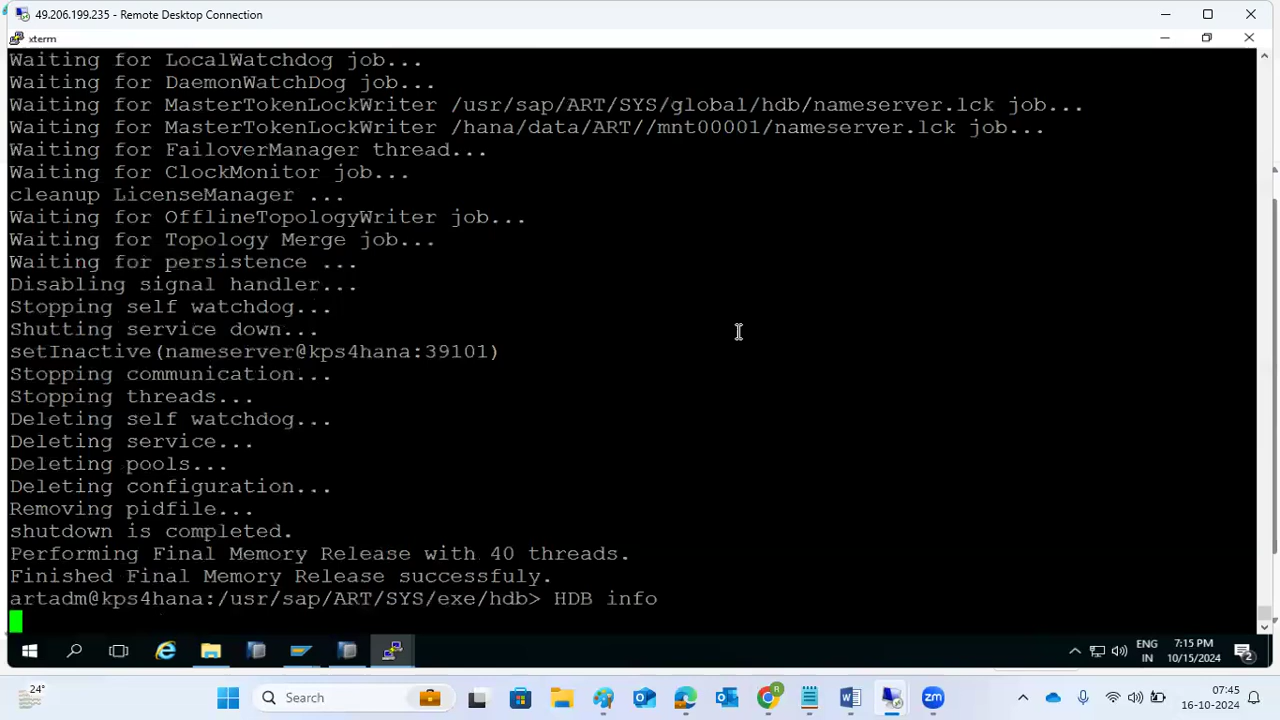 49.206.199.235 - Remote Desktop Connection
xterm
Waiting for LocalWatchdog job...
Waiting for DaemonWatchDog job...
Waiting for MasterTokenLockWriter /usr/sap/ART/SYS/global/hdb/nameserver.lck job...
Waiting for MasterTokenLockWriter /hana/data/ART//mnt00001/nameserver.lck job...
Waiting for FailoverManager thread...
Waiting for ClockMonitor job...
cleanup LicenseManager ...
Waiting for OfflineTopologyWriter job...
Waiting for Topology Merge job...
Waiting for persistence ...
Disabling signal handler...
Stopping self watchdog...
Shutting service down...
setInactive(nameserver@kps4hana:39101)
Stopping communication...
Stopping threads...
Deleting self watchdog...
Deleting service...
Deleting pools...
Deleting configuration...
Removing pidfile...
shutdown is completed.
Performing Final Memory Release with 40 threads.
Finished Final Memory Release successfuly.
artadm@kps4hana:/usr/sap/ART/SYS/exe/hdb> HDB info
ENG 7:15 PM
IN 10/15/2024 2
24°
Search
zm
07:45
16-10-2024